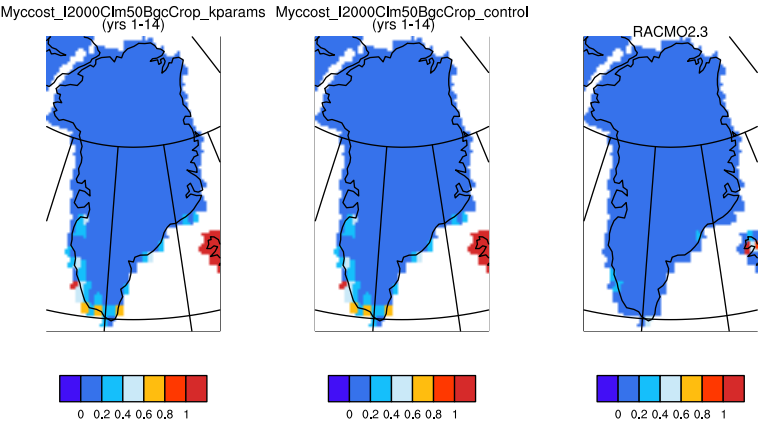 Myccost_I2000Clm50BgcCrop_kparams
(yrs 1-14)
Myccost_I2000Clm50BgcCrop_control
(yrs 1-14)
RACMO2.3
0 0.2 0.4 0.6 0.8 1
0 0.2 0.4 0.6 0.8 1
0 0.2 0.4 0.6 0.8 1